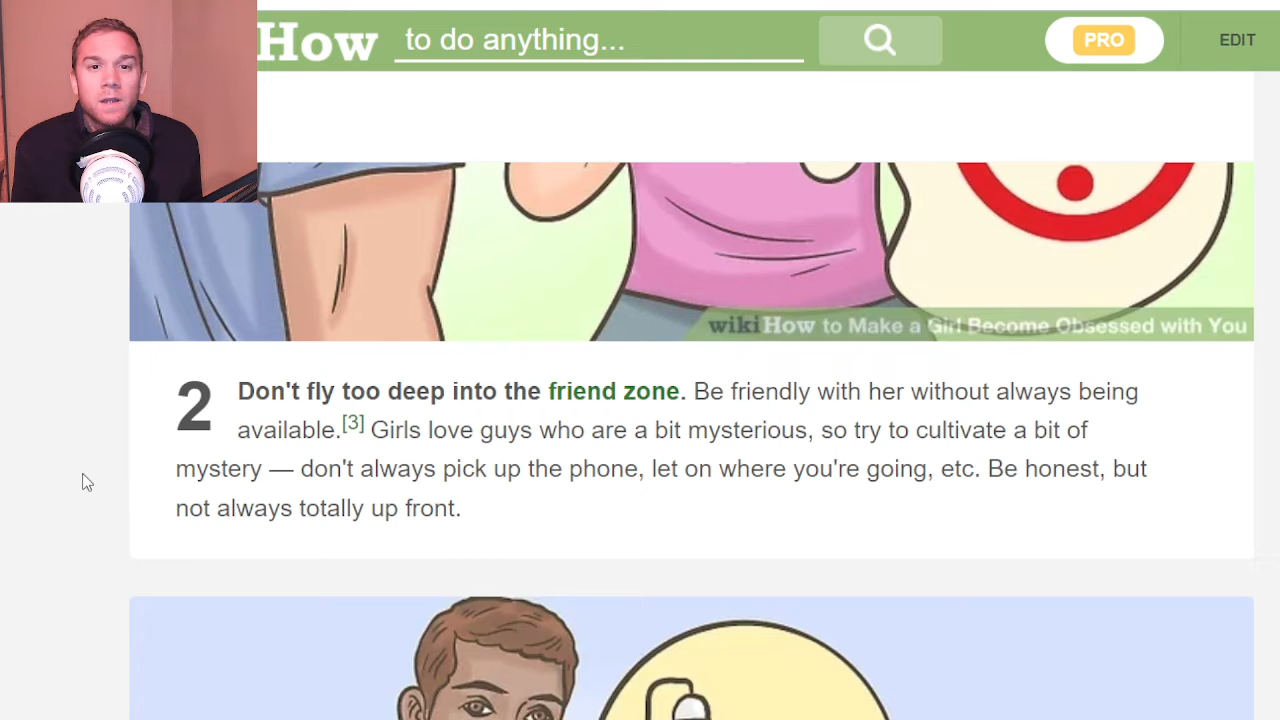 How to do anything... PRO EDIT
wikiHow to Make a Girl Become Obsessed with You
2 Don't fly too deep into the friend zone. Be friendly with her without always being
available.[3] Girls love guys who are a bit mysterious, so try to cultivate a bit of
mystery — don't always pick up the phone, let on where you're going, etc. Be honest, but
not always totally up front.